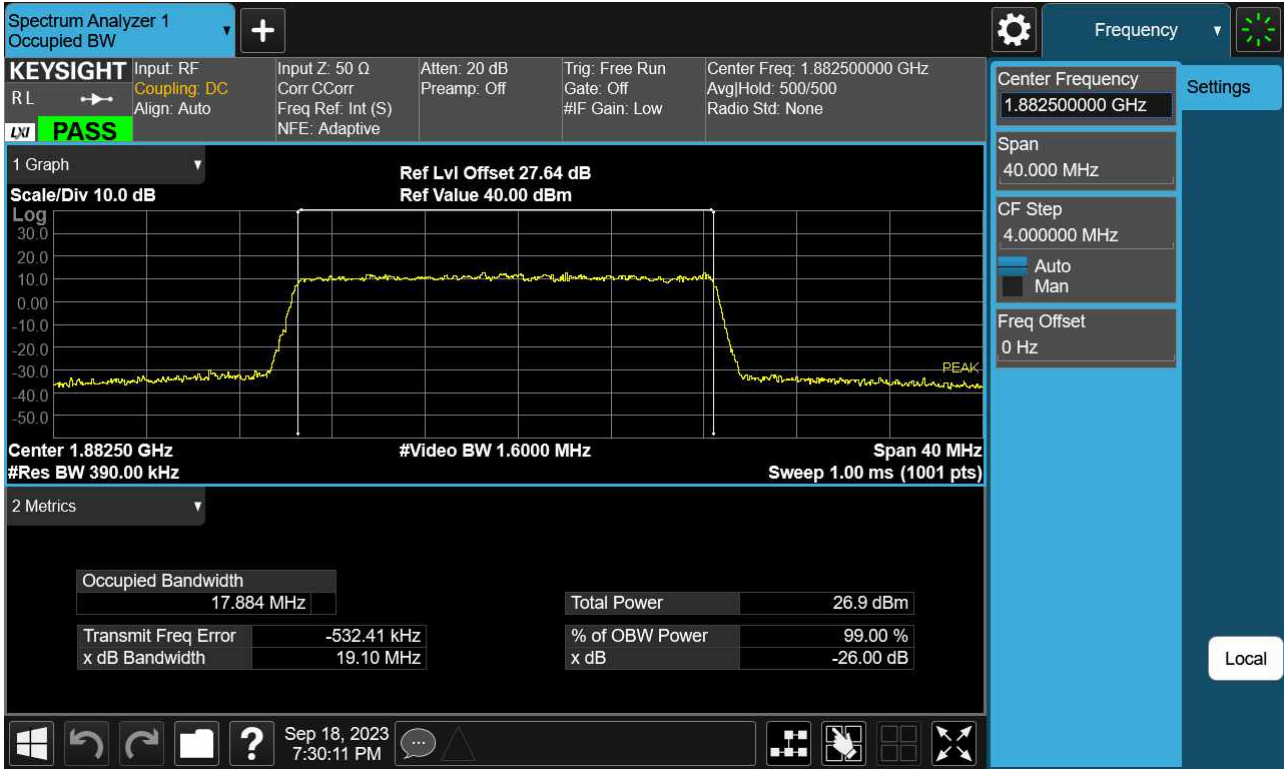 Spectrum Analyzer 1
Occupied BW
Frequency
KEYSIGHT
R L
LXI
PASS
Input: RF
Coupling: DC
Align: Auto
Input Z: 50 Ω
Corr CCorr
Freq Ref: Int (S)
NFE: Adaptive
Atten: 20 dB
Preamp: Off
Trig: Free Run
Gate: Off
#IF Gain: Low
Center Freq: 1.882500000 GHz
Avg|Hold: 500/500
Radio Std: None
Center Frequency
1.882500000 GHz
Settings
Span
40.000 MHz
CF Step
4.000000 MHz
Auto
Man
Freq Offset
0 Hz
Local
1 Graph
Scale/Div 10.0 dB
Ref Lvl Offset 27.64 dB
Ref Value 40.00 dBm
Log
30.0
20.0
10.0
0.00
-10.0
-20.0
-30.0
-40.0
-50.0
PEAK
Center 1.88250 GHz
#Video BW 1.6000 MHz
Span 40 MHz
#Res BW 390.00 kHz
Sweep 1.00 ms (1001 pts)
2 Metrics
Occupied Bandwidth
17.884 MHz
Transmit Freq Error -532.41 kHz
x dB Bandwidth 19.10 MHz
Total Power 26.9 dBm
% of OBW Power 99.00 %
x dB -26.00 dB
Sep 18, 2023
7:30:11 PM